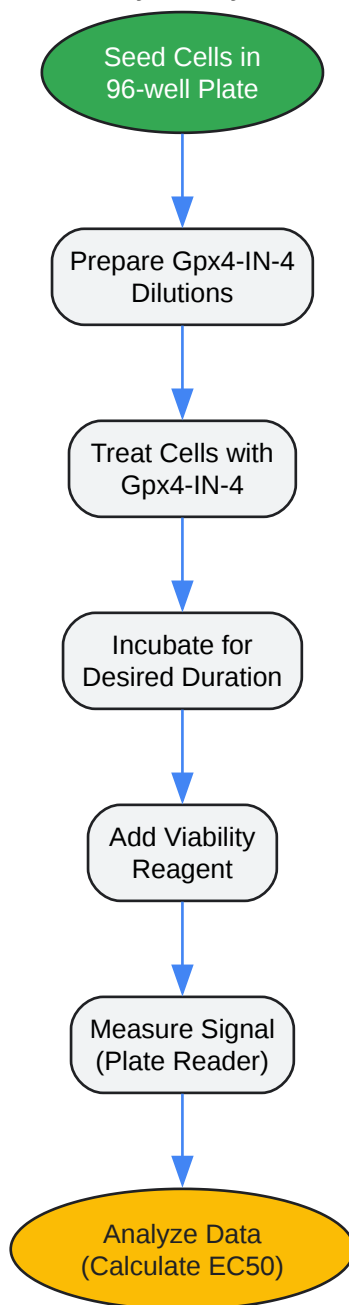 Seed Cells in
96-well Plate
Prepare Gpx4-IN-4
Dilutions
Treat Cells with
Gpx4-IN-4
Incubate for
Desired Duration
Add Viability
Reagent
Measure Signal
(Plate Reader)
Analyze Data
(Calculate EC50)